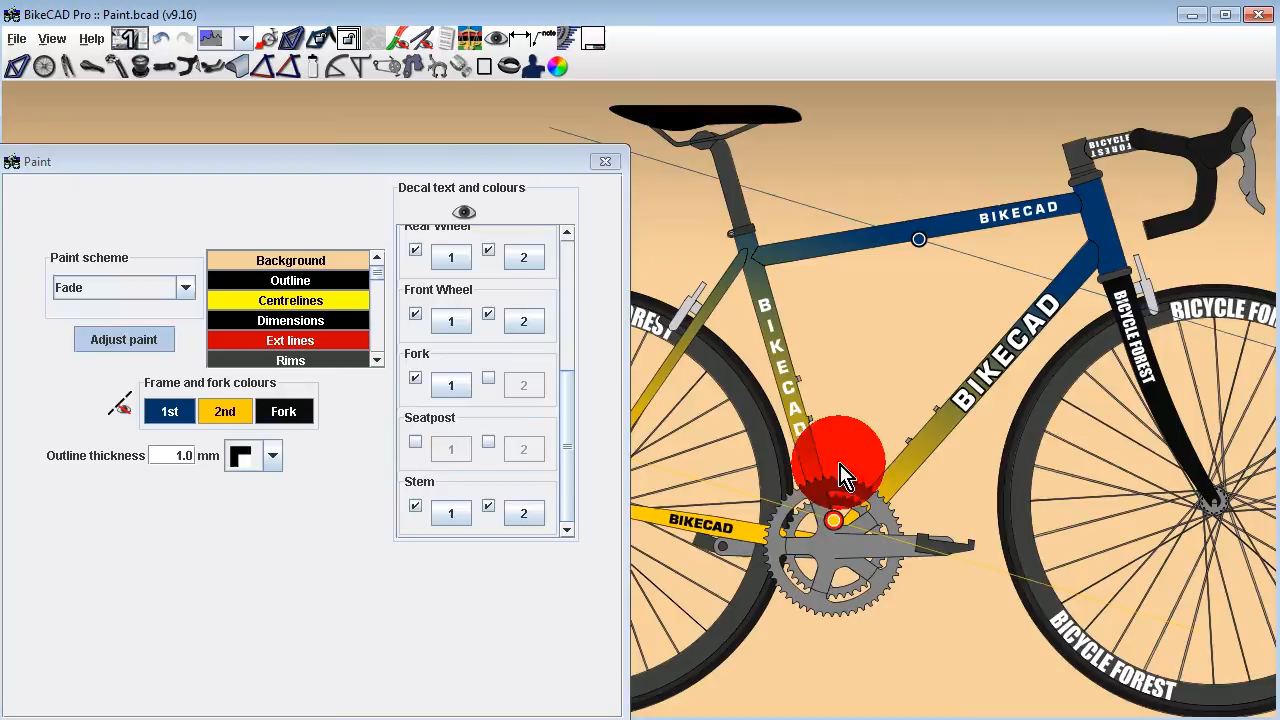 BikeCAD Pro :: Paint.bcad (v9.16)
File View Help
Paint
Decal text and colours
Rear Wheel
1 2
Front Wheel
1 2
Fork
1 2
Seatpost
1 2
Stem
1 2
Paint scheme
Fade
Adjust paint
Background
Outline
Centrelines
Dimensions
Ext lines
Rims
Frame and fork colours
1st 2nd Fork
Outline thickness 1.0 mm
BICYCLE
FOREST
BIKECAD
BIKECAD
BIKECAD
BIKECAD
BICYCLE FOREST
BICYCLE FOREST